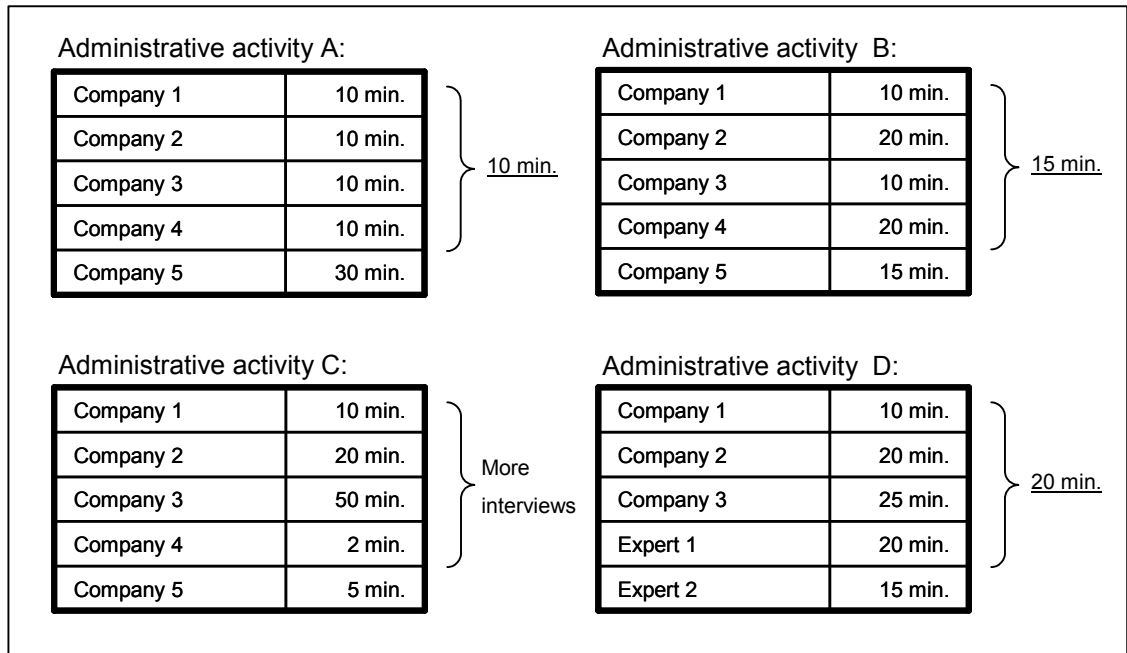 Administrative activity A:
Company 1 10 min.
Company 2 10 min.
Company 3 10 min.
Company 4 10 min.
Company 5 30 min.
10 min.
Administrative activity B:
Company 1 10 min.
Company 2 20 min.
Company 3 10 min.
Company 4 20 min.
Company 5 15 min.
15 min.
Administrative activity C:
Company 1 10 min.
Company 2 20 min.
Company 3 50 min.
Company 4 2 min.
Company 5 5 min.
More
interviews
Administrative activity D:
Company 1 10 min.
Company 2 20 min.
Company 3 25 min.
Expert 1 20 min.
Expert 2 15 min.
20 min.